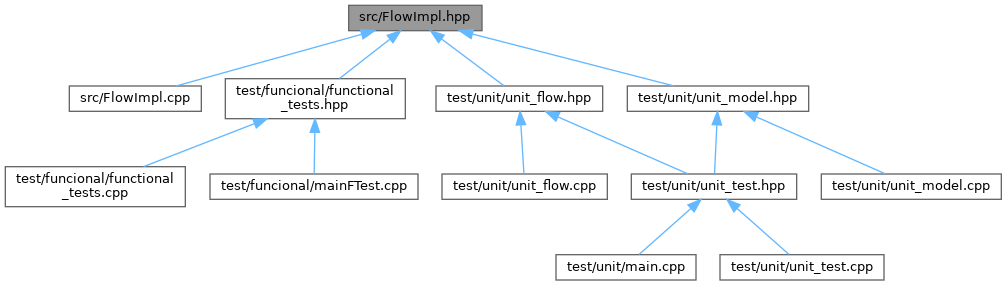 src/FlowImpl.hpp
src/FlowImpl.cpp
test/funcional/functional
_tests.hpp
test/unit/unit_flow.hpp
test/unit/unit_model.hpp
test/funcional/functional
_tests.cpp
test/funcional/mainFTest.cpp
test/unit/unit_flow.cpp
test/unit/unit_test.hpp
test/unit/unit_model.cpp
test/unit/main.cpp
test/unit/unit_test.cpp